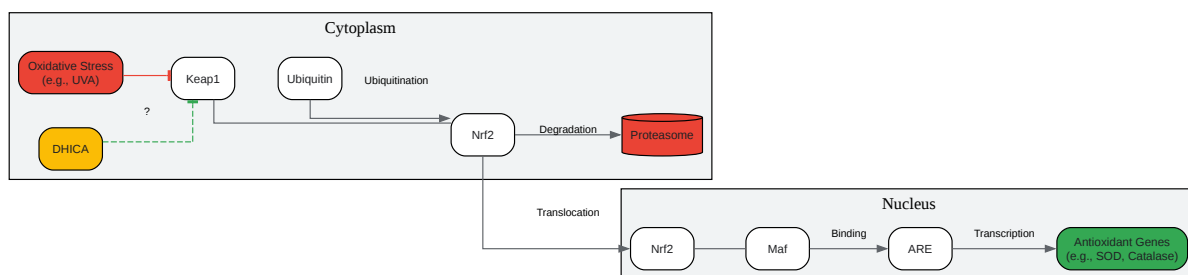 Cytoplasm
Oxidative Stress
(e.g., UVA)
Keap1
Ubiquitin
Ubiquitination
?
DHICA
Nrf2
Degradation
Proteasome
Translocation
Nucleus
Nrf2
Maf
Binding
ARE
Transcription
Antioxidant Genes
(e.g., SOD, Catalase)